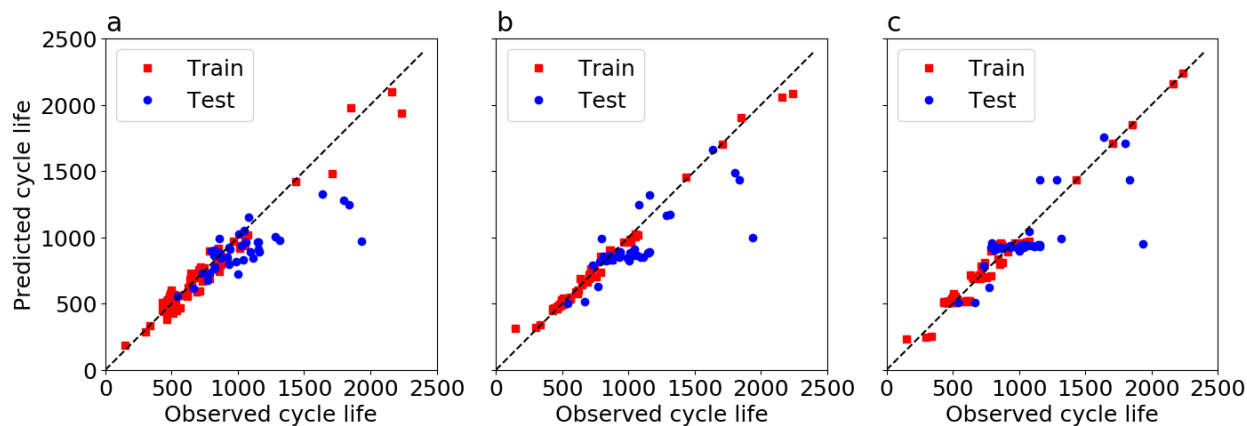 a
b
c
2500
2000
1500
1000
500
0
Predicted cycle life
Train
Test
Train
Test
Train
Test
0 500 1000 1500 2000 2500
0 500 1000 1500 2000 2500
0 500 1000 1500 2000 2500
Observed cycle life
Observed cycle life
Observed cycle life